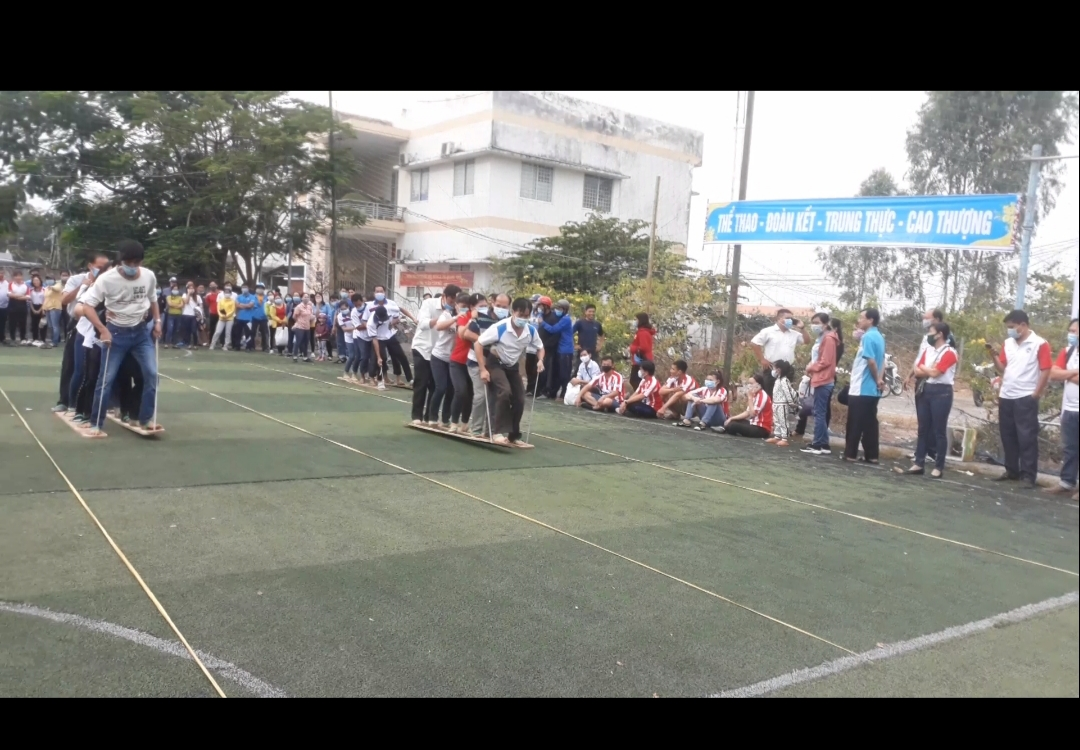 THỂ THAO - ĐOÀN KẾT - TRUNG THỰC - CAO THƯỢNG